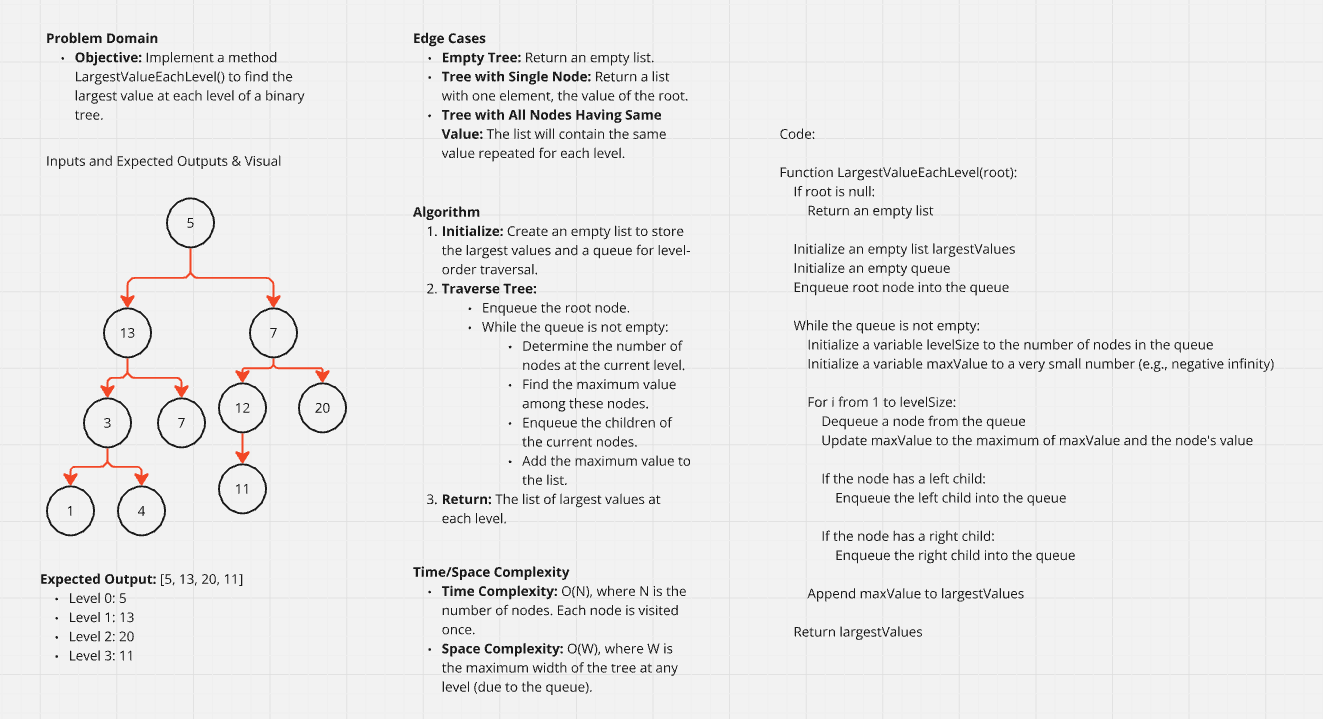 Problem Domain
• Objective: Implement a method
LargestValueEachLevel() to find the
largest value at each level of a binary
tree.
Inputs and Expected Outputs & Visual
5
13
7
3
7
12
20
1
4
11
Expected Output: [5, 13, 20, 11]
• Level 0: 5
• Level 1: 13
• Level 2: 20
• Level 3: 11
Edge Cases
• Empty Tree: Return an empty list.
• Tree with Single Node: Return a list
with one element, the value of the root.
• Tree with All Nodes Having Same
Value: The list will contain the same
value repeated for each level.
Algorithm
1. Initialize: Create an empty list to store
the largest values and a queue for level-
order traversal.
2. Traverse Tree:
• Enqueue the root node.
• While the queue is not empty:
• Determine the number of
nodes at the current level.
• Find the maximum value
among these nodes.
• Enqueue the children of
the current nodes.
• Add the maximum value to
the list.
3. Return: The list of largest values at
each level.
Time/Space Complexity
• Time Complexity: O(N), where N is the
number of nodes. Each node is visited
once.
• Space Complexity: O(W), where W is
the maximum width of the tree at any
level (due to the queue).
Code:
Function LargestValueEachLevel(root):
If root is null:
Return an empty list
Initialize an empty list largestValues
Initialize an empty queue
Enqueue root node into the queue
While the queue is not empty:
Initialize a variable levelSize to the number of nodes in the queue
Initialize a variable maxValue to a very small number (e.g., negative infinity)
For i from 1 to levelSize:
Dequeue a node from the queue
Update maxValue to the maximum of maxValue and the node's value
If the node has a left child:
Enqueue the left child into the queue
If the node has a right child:
Enqueue the right child into the queue
Append maxValue to largestValues
Return largestValues